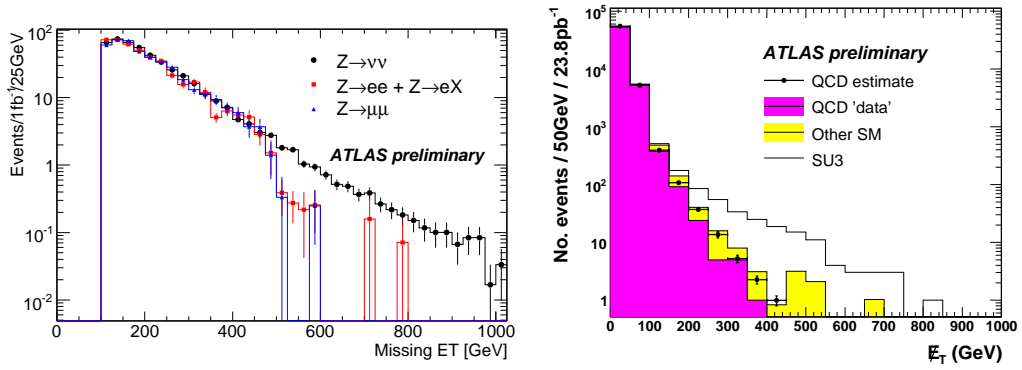 Events/1fb⁻¹/25GeV
10²
10
1
10⁻¹
10⁻²
0 200 400 600 800 1000
Missing ET [GeV]
Z→νν
Z→ee + Z→eX
Z→μμ
ATLAS preliminary
No. events / 50GeV / 23.8pb⁻¹
10⁵
10⁴
10³
10²
10
1
0 100 200 300 400 500 600 700 800 900 1000
E̸_T (GeV)
ATLAS preliminary
QCD estimate
QCD 'data'
Other SM
SU3